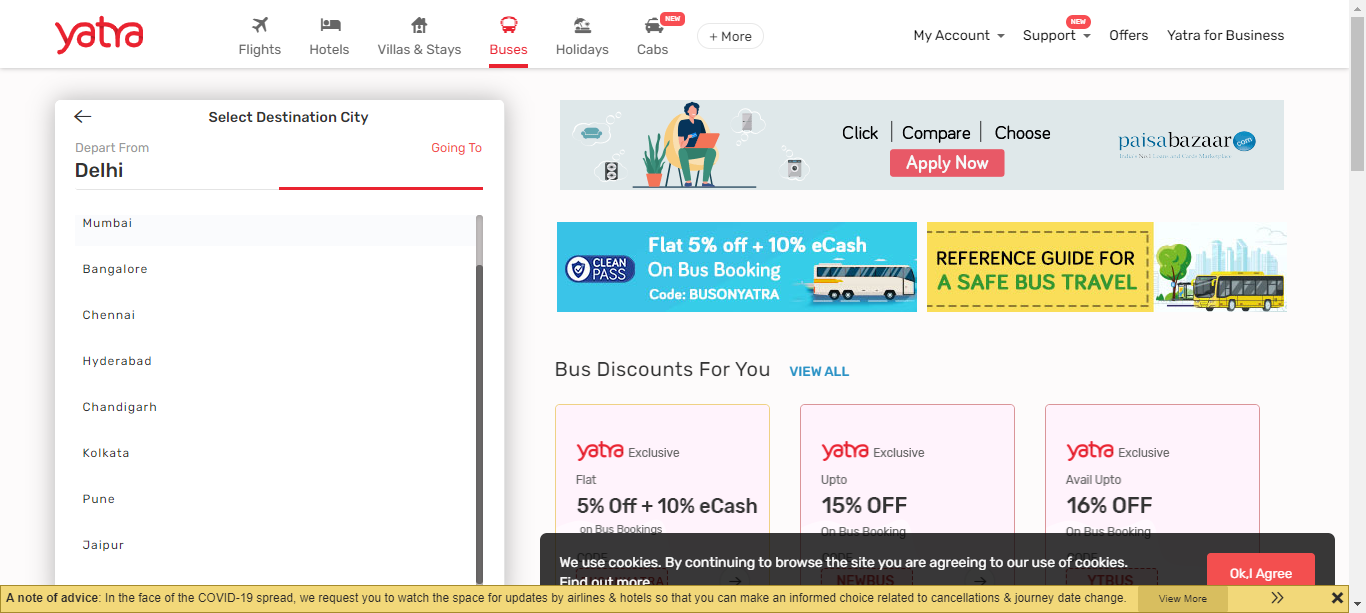 yatra
Flights
Hotels
Villas & Stays
Buses
Holidays
NEW
Cabs
+ More
My Account
NEW
Support
Offers
Yatra for Business
Select Destination City
Depart From
Going To
Delhi
Mumbai
Bangalore
Chennai
Hyderabad
Chandigarh
Kolkata
Pune
Jaipur
Click | Compare | Choose
Apply Now
paisabazaar.com
CLEAN PASS
Flat 5% off + 10% eCash
On Bus Booking
Code: BUSONYATRA
REFERENCE GUIDE FOR
A SAFE BUS TRAVEL
Bus Discounts For You
VIEW ALL
yatra Exclusive
Flat
5% Off + 10% eCash
on Bus Bookings
yatra Exclusive
Upto
15% OFF
On Bus Booking
CODE
NEWBUS
yatra Exclusive
Avail Upto
16% OFF
On Bus Booking
CODE
YTBUS
We use cookies. By continuing to browse the site you are agreeing to our use of cookies.
Find out more
Ok,I Agree
A note of advice: In the face of the COVID-19 spread, we request you to watch the space for updates by airlines & hotels so that you can make an informed choice related to cancellations & journey date change.
View More